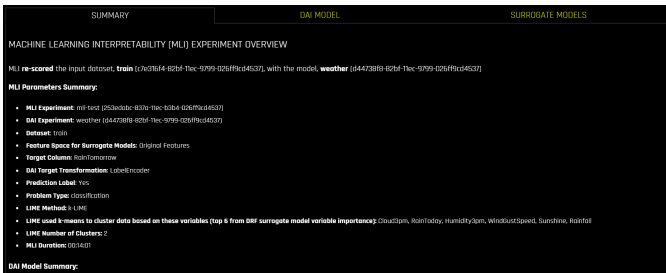 SUMMARY DAI MODEL SURROGATE MODELS
MACHINE LEARNING INTERPRETABILITY (MLI) EXPERIMENT OVERVIEW
MLI re-scored the input dataset, train (c7e316f4-82bf-11ec-9799-026ff9cd4537), with the model, weather (d44738f8-82bf-11ec-9799-026ff9cd4537)
MLI Parameters Summary:
• MLI Experiment: mli-test (253edabc-837a-11ec-b3b4-026ff9cd4537)
• DAI Experiment: weather (d44738f8-82bf-11ec-9799-026ff9cd4537)
• Dataset: train
• Feature Space for Surrogate Models: Original Features
• Target Column: RainTomorrow
• DAI Target Transformation: LabelEncoder
• Prediction Label: Yes
• Problem Type: classification
• LIME Method: k-LIME
• LIME used k-means to cluster data based on these variables (top 6 from DRF surrogate model variable importance): Cloud3pm, RainToday, Humidity3pm, WindGustSpeed, Sunshine, Rainfall
• LIME Number of Clusters: 2
• MLI Duration: 00:14:01
DAI Model Summary: